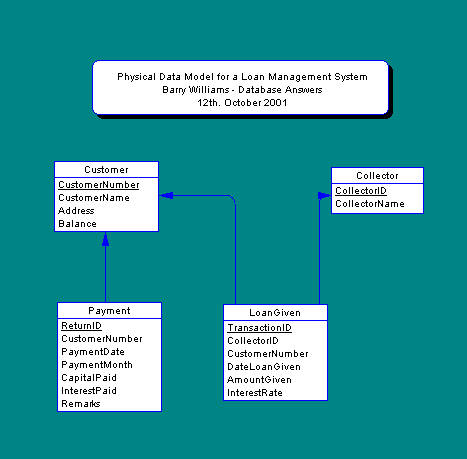 Physical Data Model for a Loan Management System
Barry Williams - Database Answers
12th. October 2001
Customer
CustomerNumber
CustomerName
Address
Balance
Collector
CollectorID
CollectorName
Payment
ReturnID
CustomerNumber
PaymentDate
PaymentMonth
CapitalPaid
InterestPaid
Remarks
LoanGiven
TransactionID
CollectorID
CustomerNumber
DateLoanGiven
AmountGiven
InterestRate